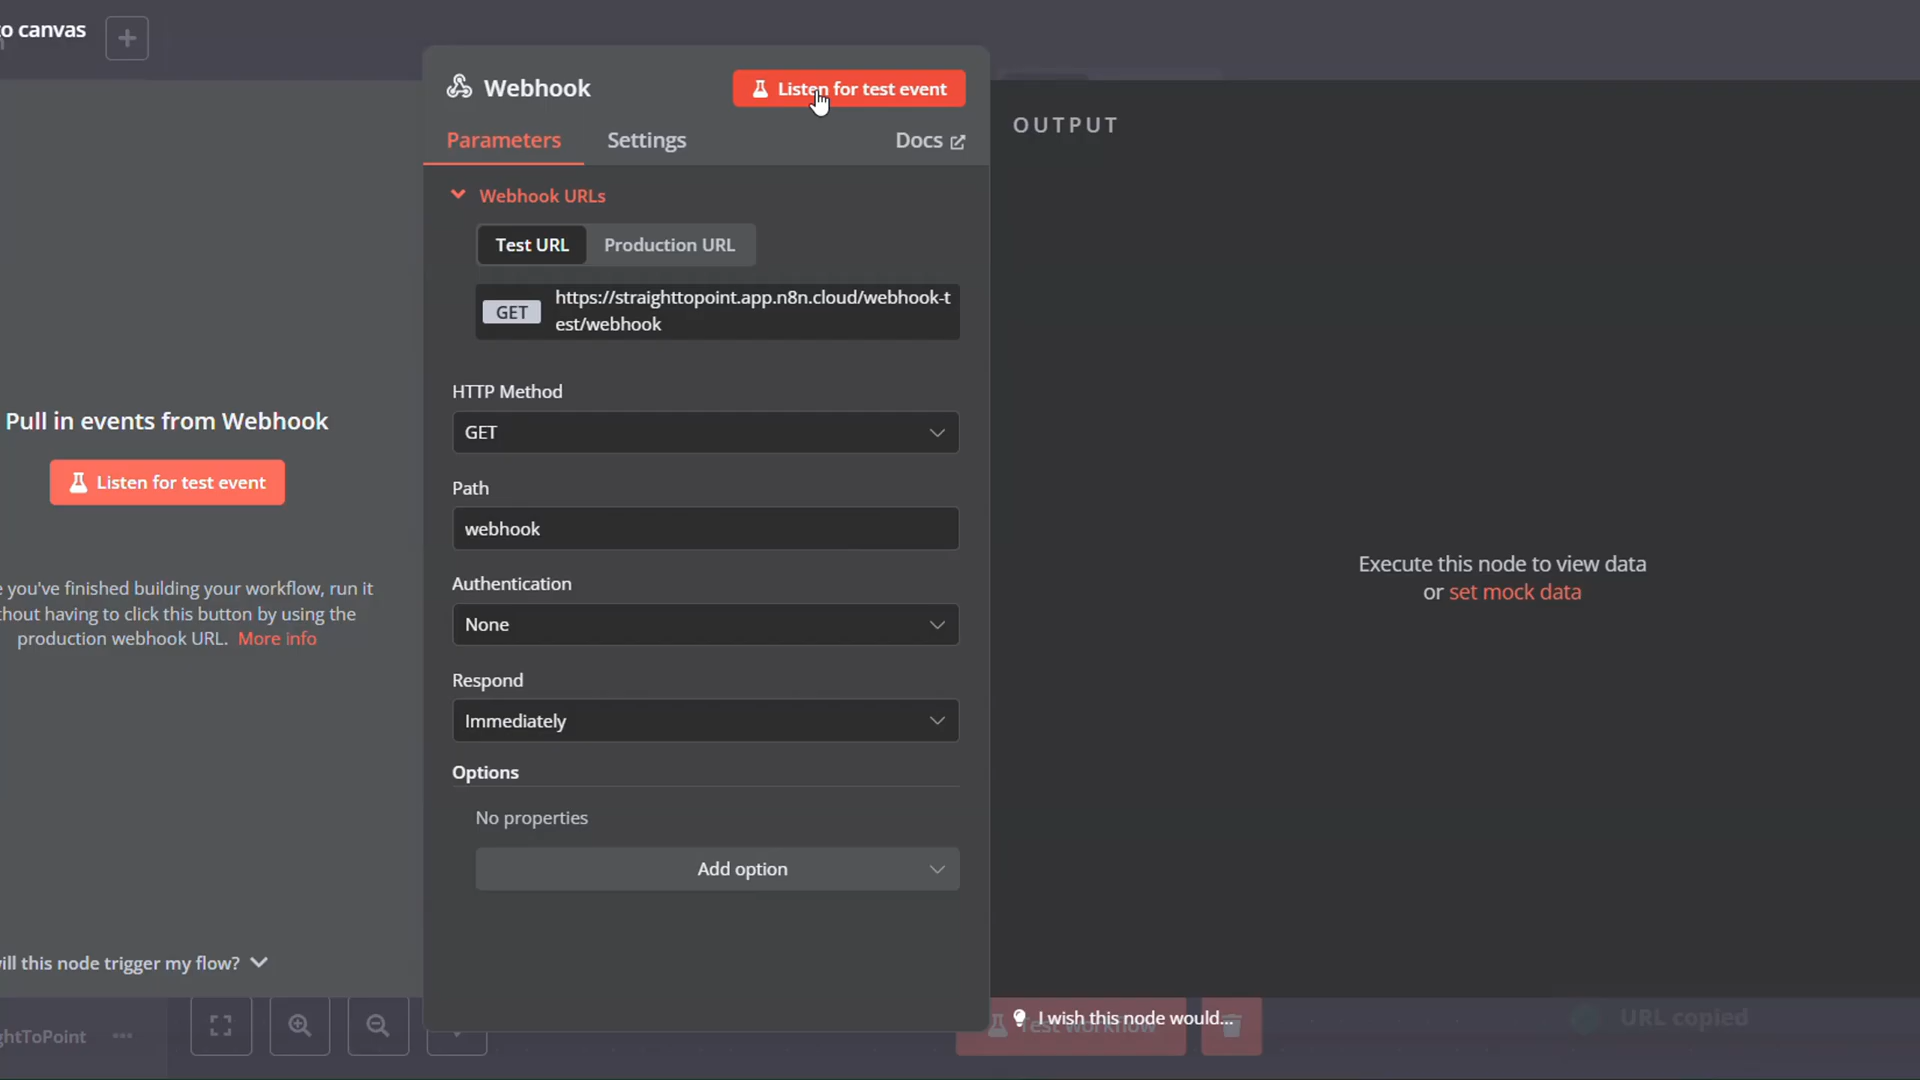 o canvas
Webhook
Listen for test event
Parameters
Settings
Docs
OUTPUT
Webhook URLs
Test URL
Production URL
GET
https://straighttopoint.app.n8n.cloud/webhook-t
est/webhook
HTTP Method
GET
Pull in events from Webhook
Listen for test event
Path
webhook
Execute this node to view data
or set mock data
Authentication
e you've finished building your workflow, run it
hout having to click this button by using the
production webhook URL. More info
None
Respond
Immediately
Options
No properties
Add option
ill this node trigger my flow?
I wish this node would...
Test workflow
URL copied
ghtToPoint